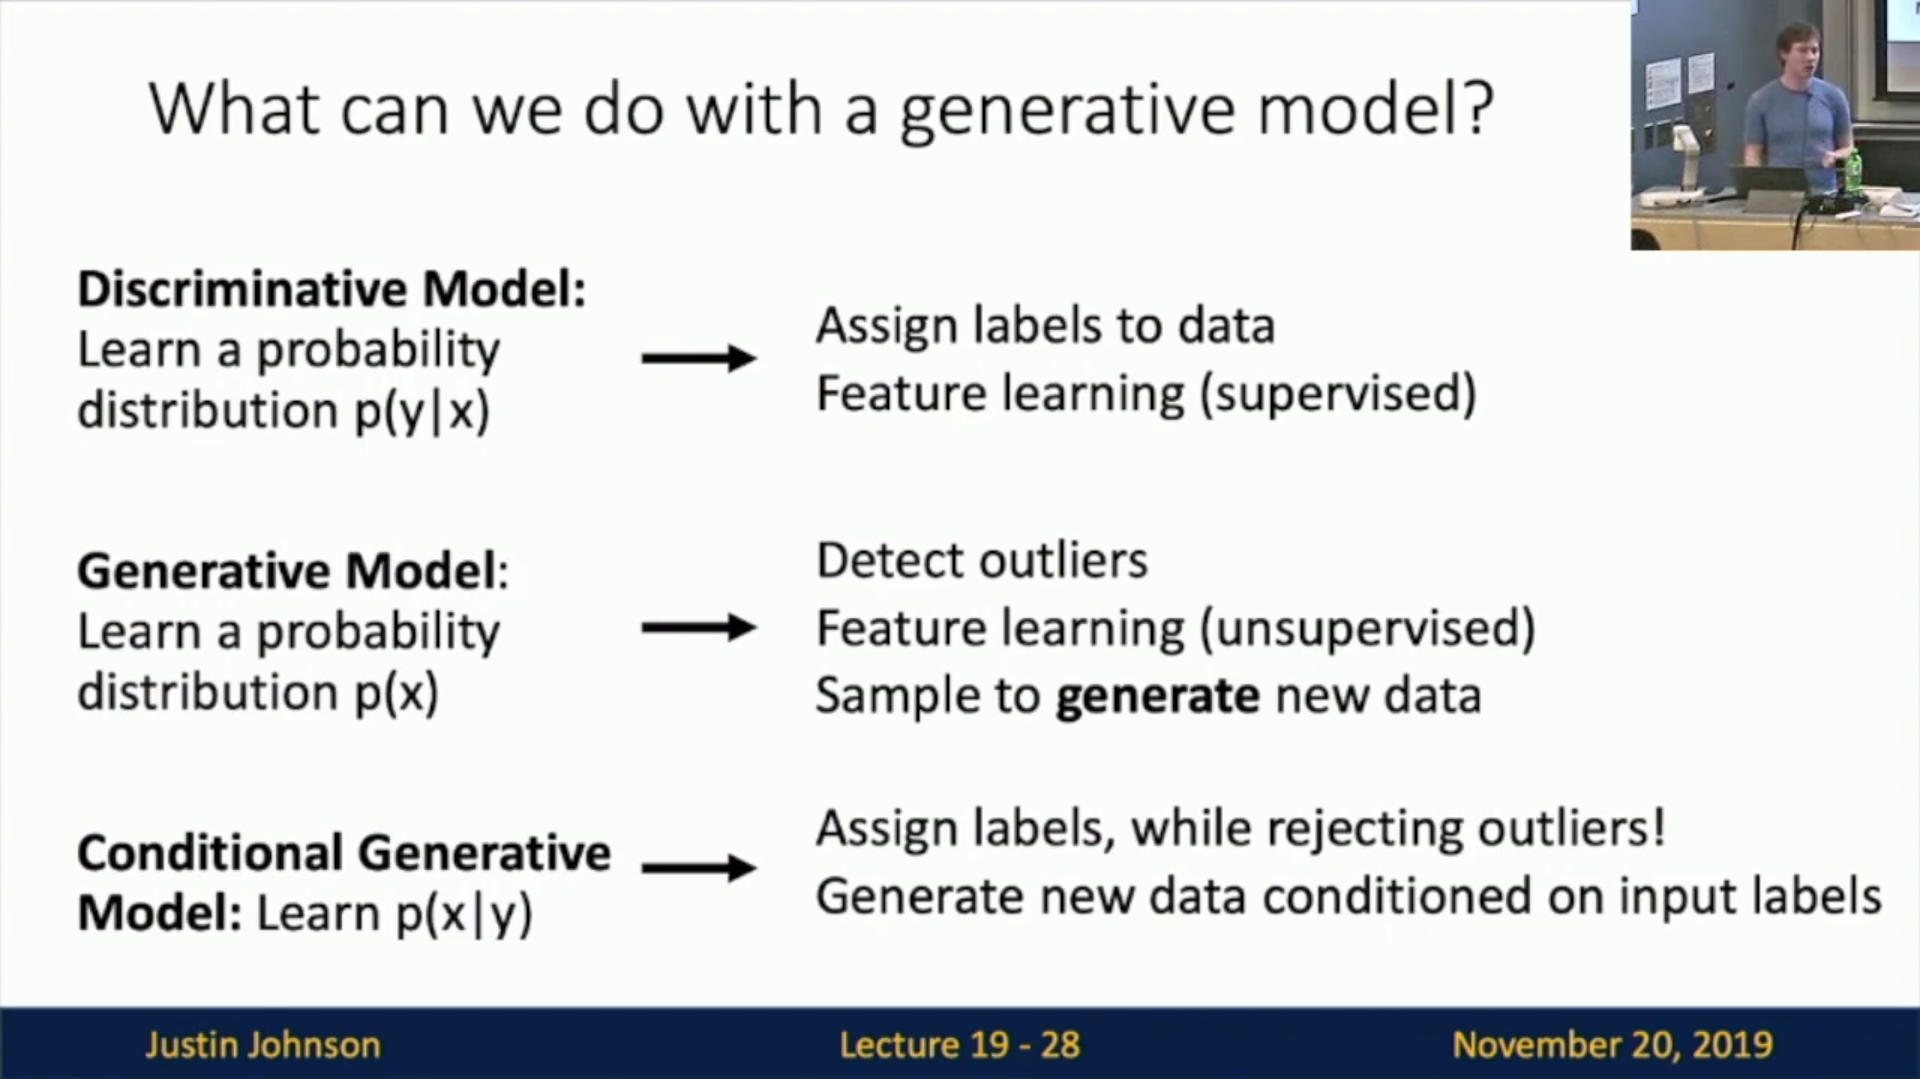 What can we do with a generative model?
Discriminative Model:
Learn a probability
distribution p(y|x)
Assign labels to data
Feature learning (supervised)
Generative Model:
Learn a probability
distribution p(x)
Detect outliers
Feature learning (unsupervised)
Sample to generate new data
Conditional Generative
Model: Learn p(x|y)
Assign labels, while rejecting outliers!
Generate new data conditioned on input labels
Justin Johnson
Lecture 19 - 28
November 20, 2019